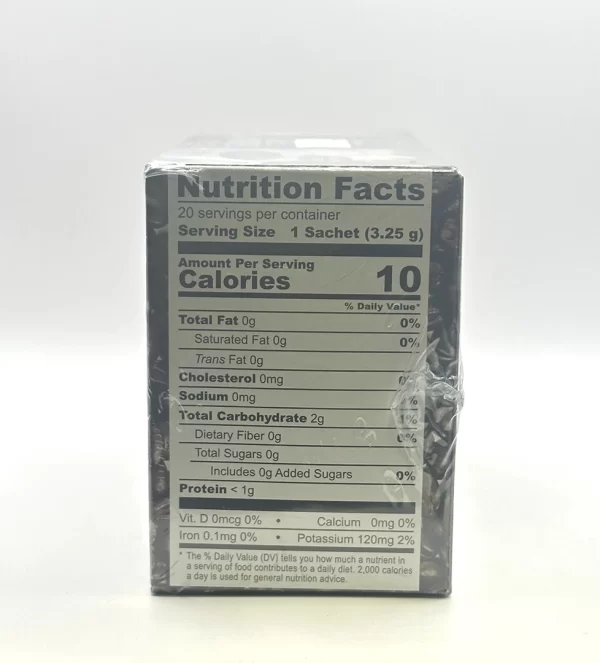 Nutrition Facts
20 servings per container
Serving Size 1 Sachet (3.25 g)
Amount Per Serving
Calories 10
% Daily Value*
Total Fat 0g 0%
Saturated Fat 0g 0%
Trans Fat 0g
Cholesterol 0mg
Sodium 0mg %
Total Carbohydrate 2g 1%
Dietary Fiber 0g 0%
Total Sugars 0g
Includes 0g Added Sugars 0%
Protein < 1g
Vit. D 0mcg 0% • Calcium 0mg 0%
Iron 0.1mg 0% • Potassium 120mg 2%
* The % Daily Value (DV) tells you how much a nutrient in
a serving of food contributes to a daily diet. 2,000 calories
a day is used for general nutrition advice.